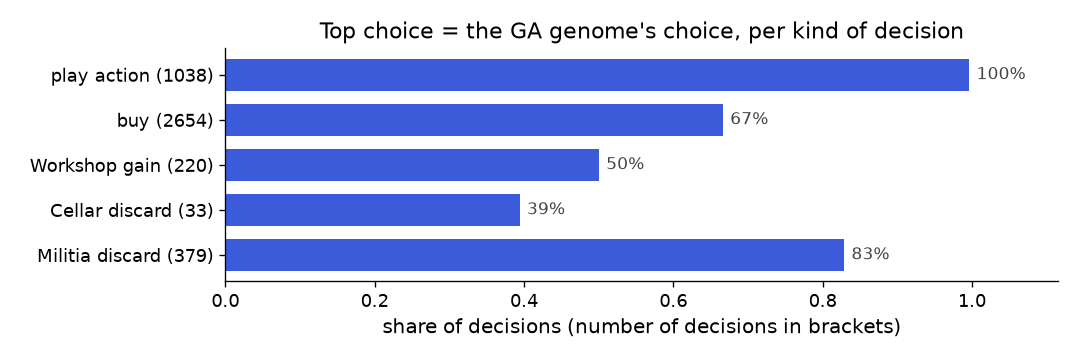 Top choice = the GA genome's choice, per kind of decision
play action (1038) 100%
buy (2654) 67%
Workshop gain (220) 50%
Cellar discard (33) 39%
Militia discard (379) 83%
0.0 0.2 0.4 0.6 0.8 1.0
share of decisions (number of decisions in brackets)